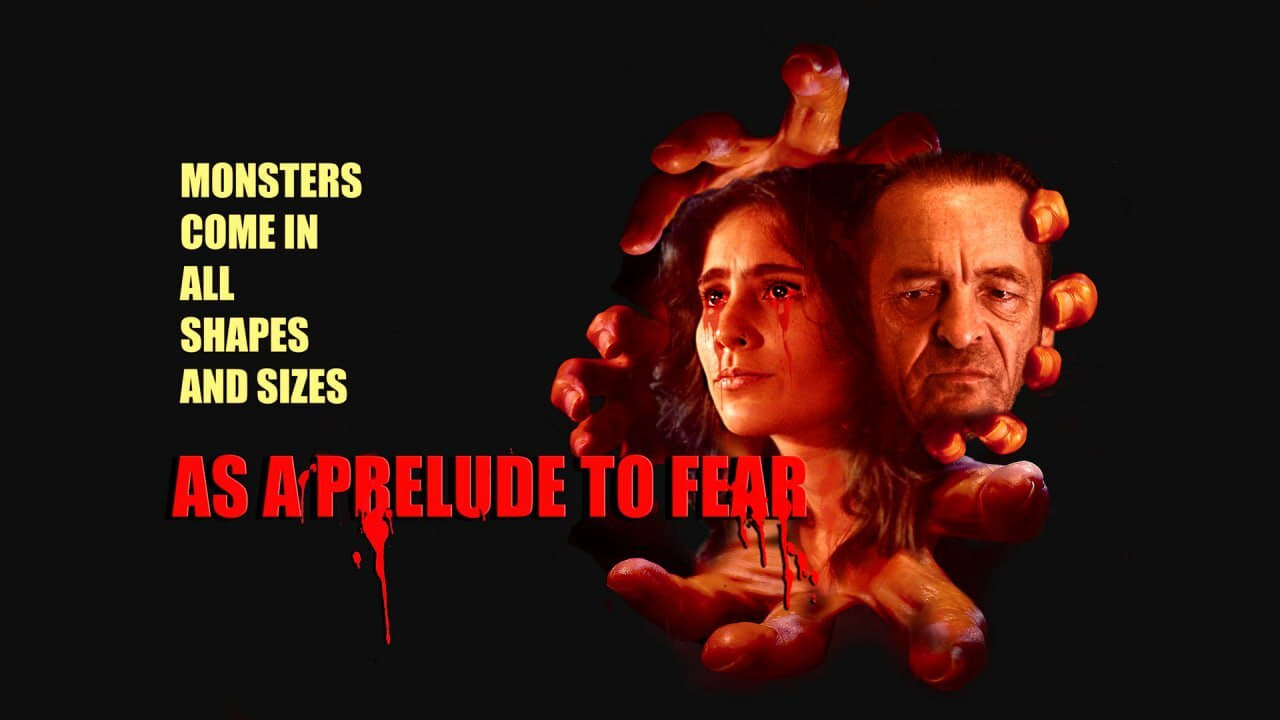 MONSTERS
COME IN
ALL
SHAPES
AND SIZES
AS A PRELUDE TO FEAR